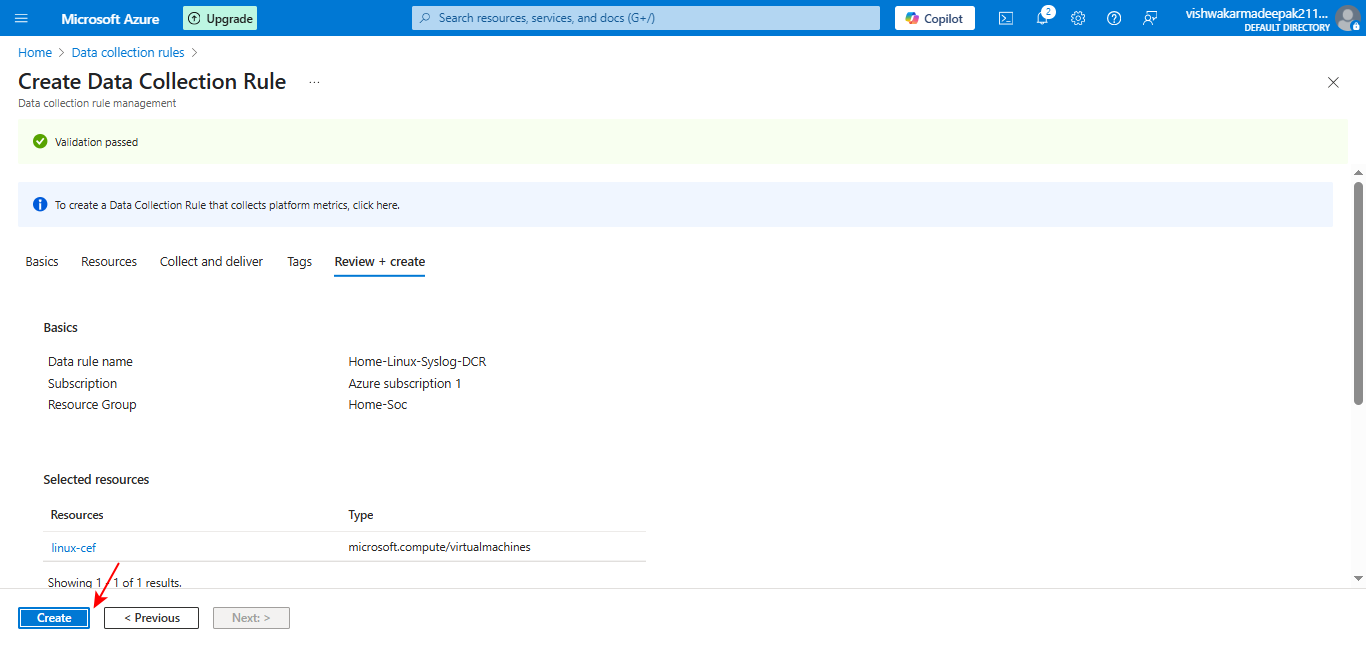 Microsoft Azure
Upgrade
Search resources, services, and docs (G+/)
Copilot
2
vishwakarmadeepak211...
DEFAULT DIRECTORY
Home > Data collection rules >
Create Data Collection Rule ...
Data collection rule management
Validation passed
To create a Data Collection Rule that collects platform metrics, click here.
Basics Resources Collect and deliver Tags Review + create
Basics
Data rule name Home-Linux-Syslog-DCR
Subscription Azure subscription 1
Resource Group Home-Soc
Selected resources
Resources Type
linux-cef microsoft.compute/virtualmachines
Showing 1 - 1 of 1 results.
Create < Previous Next: >